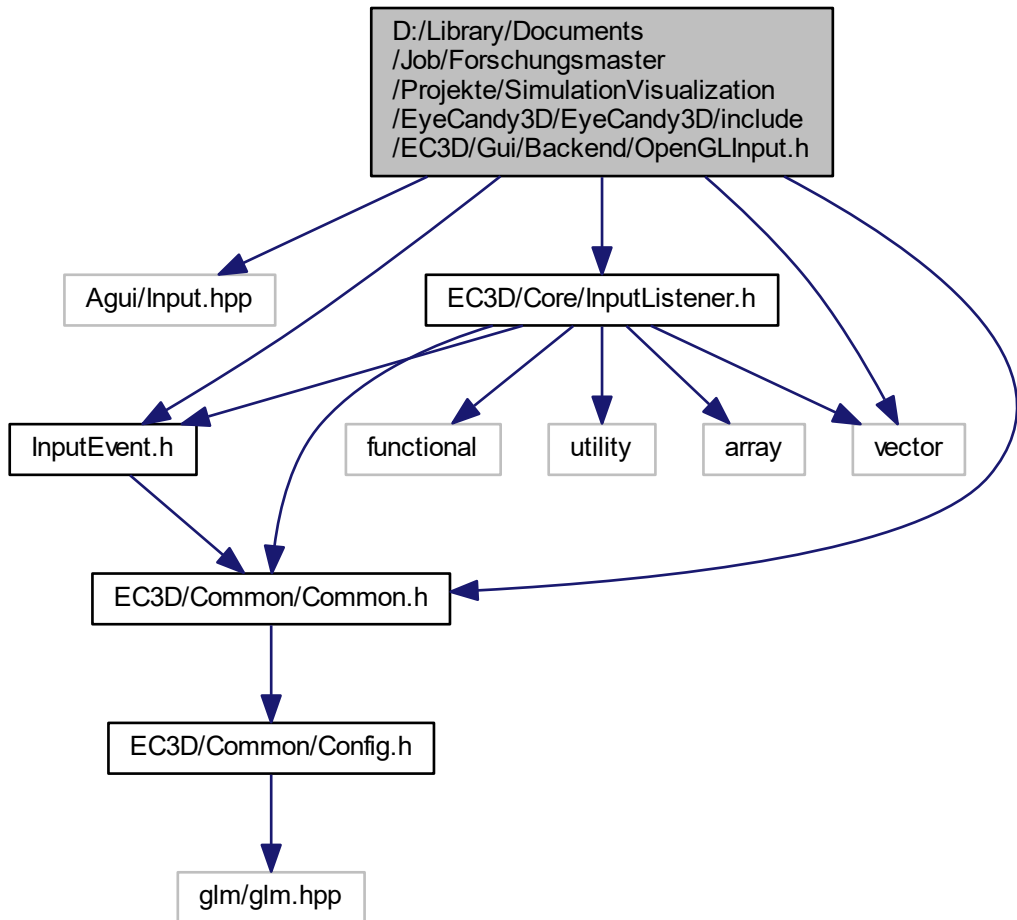 D:/Library/Documents
/Job/Forschungsmaster
/Projekte/SimulationVisualization
/EyeCandy3D/EyeCandy3D/include
/EC3D/Gui/Backend/OpenGLInput.h
Agui/Input.hpp
EC3D/Core/InputListener.h
InputEvent.h
functional
utility
array
vector
EC3D/Common/Common.h
EC3D/Common/Config.h
glm/glm.hpp